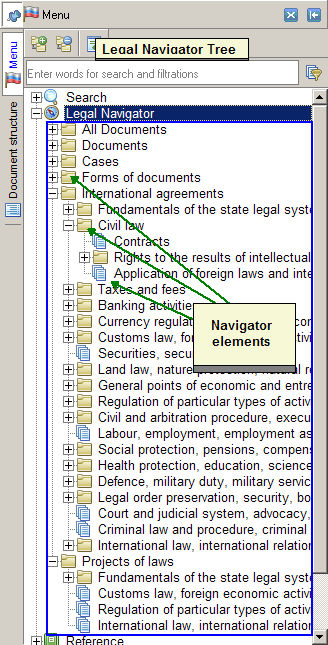 Menu
Menu
Document structure
Legal Navigator Tree
Enter words for search and filtrations
Search
Legal Navigator
All Documents
Documents
Cases
Forms of documents
International agreements
Fundamentals of the state legal syste
Civil law
Contracts
Rights to the results of intellectual
Application of foreign laws and inte
Taxes and fees
Banking activities
Currency regulat
Customs law, fo
Securities, secu
Land law, nature
General points of economic and entre
Regulation of particular types of activ
Civil and arbitration procedure, execu
Labour, employment, employment as
Social protection, pensions, compens
Health protection, education, science
Defence, military duty, military servic
Legal order preservation, security, bo
Court and judicial system, advocacy,
Criminal law and procedure, criminal
International law, international relation
Projects of laws
Fundamentals of the state legal syste
Customs law, foreign economic activi
Regulation of particular types of activ
International law, international relation
Reference
Navigator
elements